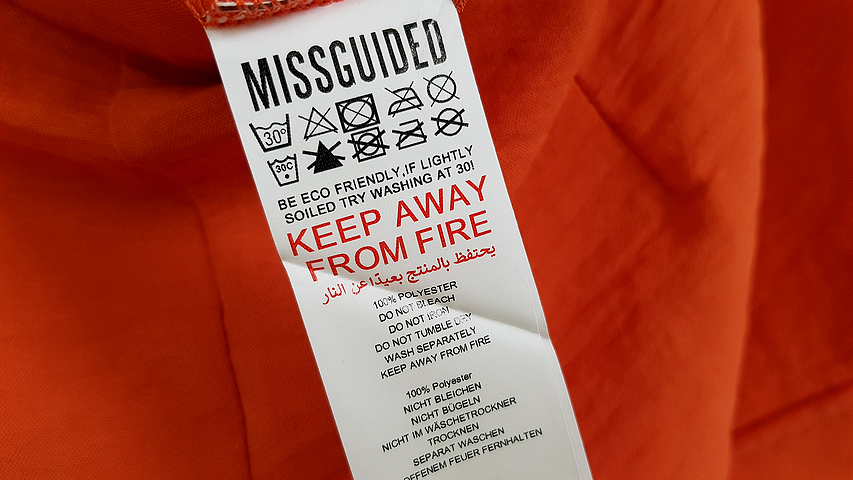 MISSGUIDED
30°
30C
BE ECO FRIENDLY,IF LIGHTLY
SOILED TRY WASHING AT 30!
KEEP AWAY
FROM FIRE
يحتفظ بالمنتج بعيدًاعن النار
100% POLYESTER
DO NOT BLEACH
DO NOT IRON
DO NOT TUMBLE DRY
WASH SEPARATELY
KEEP AWAY FROM FIRE
100% Polyester
NICHT BLEICHEN
NICHT BÜGELN
NICHT IM WÄSCHETROCKNER
TROCKNEN
SEPARAT WASCHEN
OFFENEM FEUER FERNHALTEN